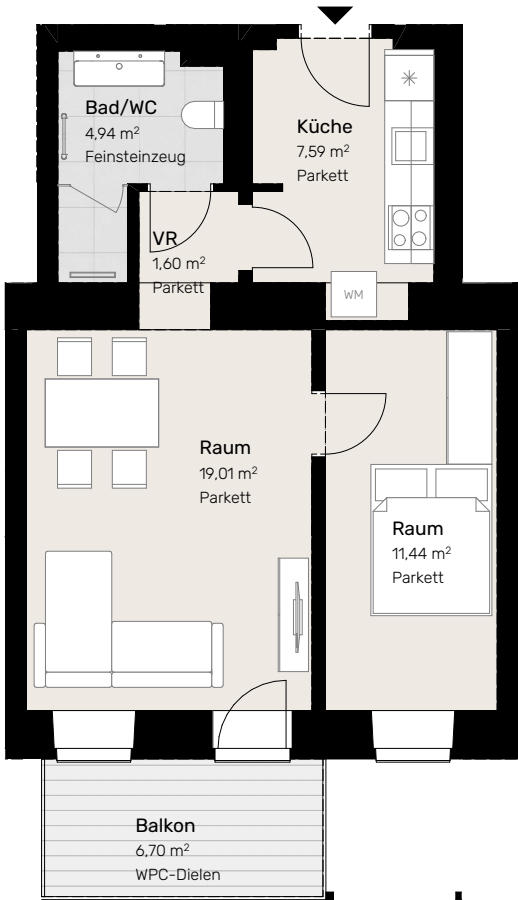 Bad/WC
4,94 m²
Feinsteinzeug
Küche
7,59 m²
Parkett
VR
1,60 m²
Parkett
WM
Raum
19,01 m²
Parkett
Raum
11,44 m²
Parkett
Balkon
6,70 m²
WPC-Dielen